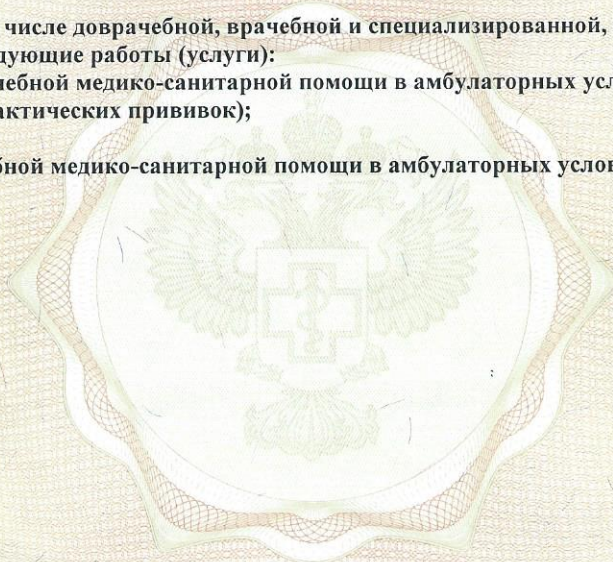 числе доврачебной, врачебной и специализированной,
дующие работы (услуги):
чебной медико-санитарной помощи в амбулаторных усл
актических прививок);
бной медико-санитарной помощи в амбулаторных услов